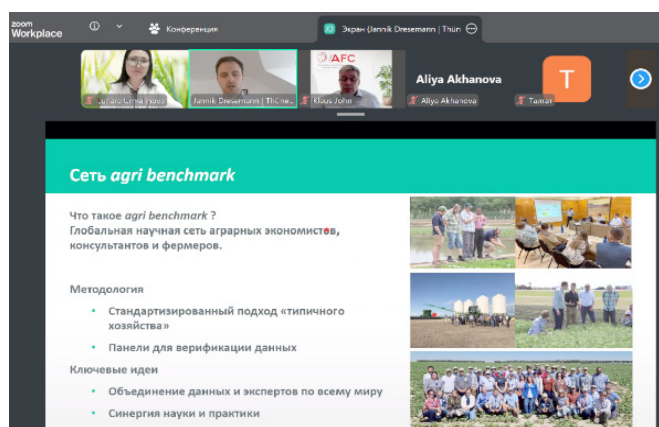 zoom
Workplace
Конференция
Экран (Jannik Dresemann | Thün
AFC
Jannik Dresemann | Thüne...
Klaus John
Aliya Akhanova
Aliya Akhanova
T
Талгат
Сеть agri benchmark
Что такое agri benchmark ?
Глобальная научная сеть аграрных экономистов,
консультантов и фермеров.
Методология
• Стандартизированный подход «типичного
хозяйства»
• Панели для верификации данных
Ключевые идеи
• Объединение данных и экспертов по всему миру
• Синергия науки и практики